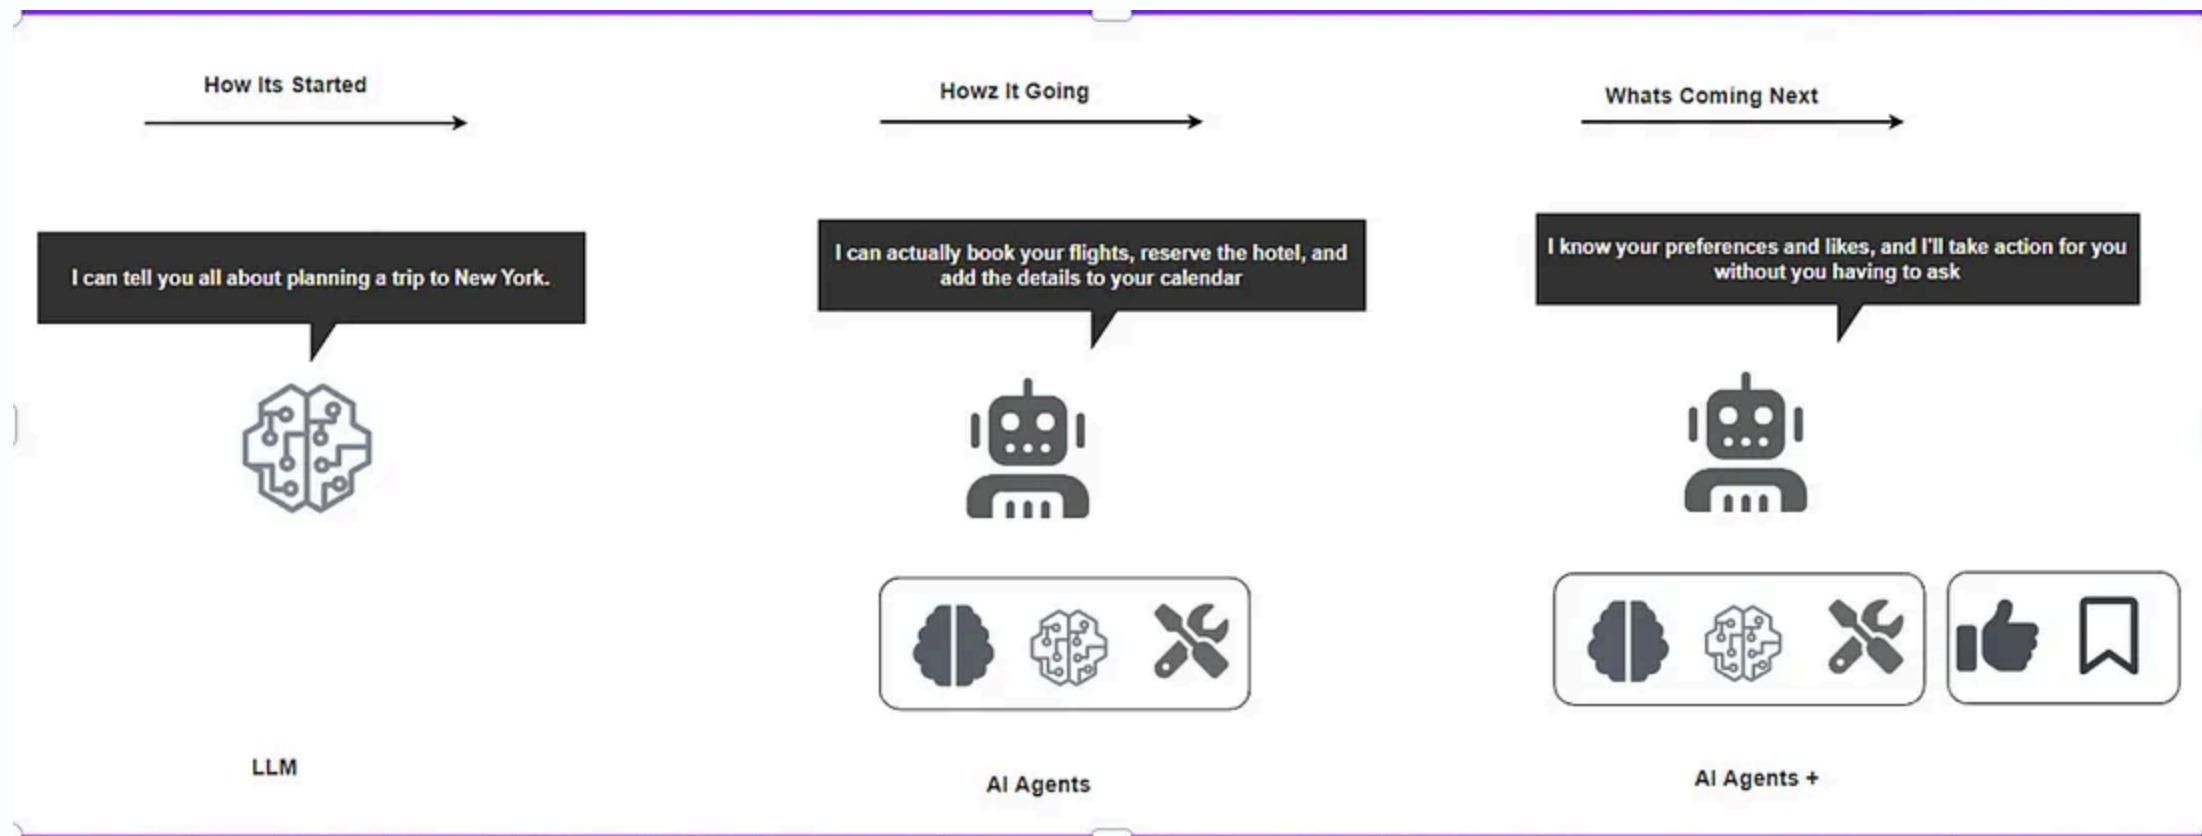 How Its Started
Howz It Going
Whats Coming Next
I can tell you all about planning a trip to New York.
I can actually book your flights, reserve the hotel, and
add the details to your calendar
I know your preferences and likes, and I'll take action for you
without you having to ask
LLM
AI Agents
AI Agents +